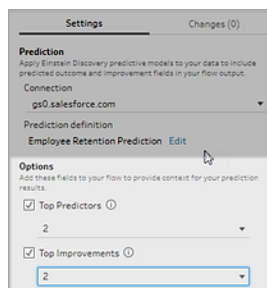 Settings
Changes (0)
Prediction
Apply Einstein Discovery predictive models to your data to include
predicted outcome and improvement fields in your flow output.
Connection
gs0.salesforce.com
Prediction definition
Employee Retention Prediction Edit
Options
Add these fields to your flow to provide context for your prediction
results.
Top Predictors
2
Top Improvements
2